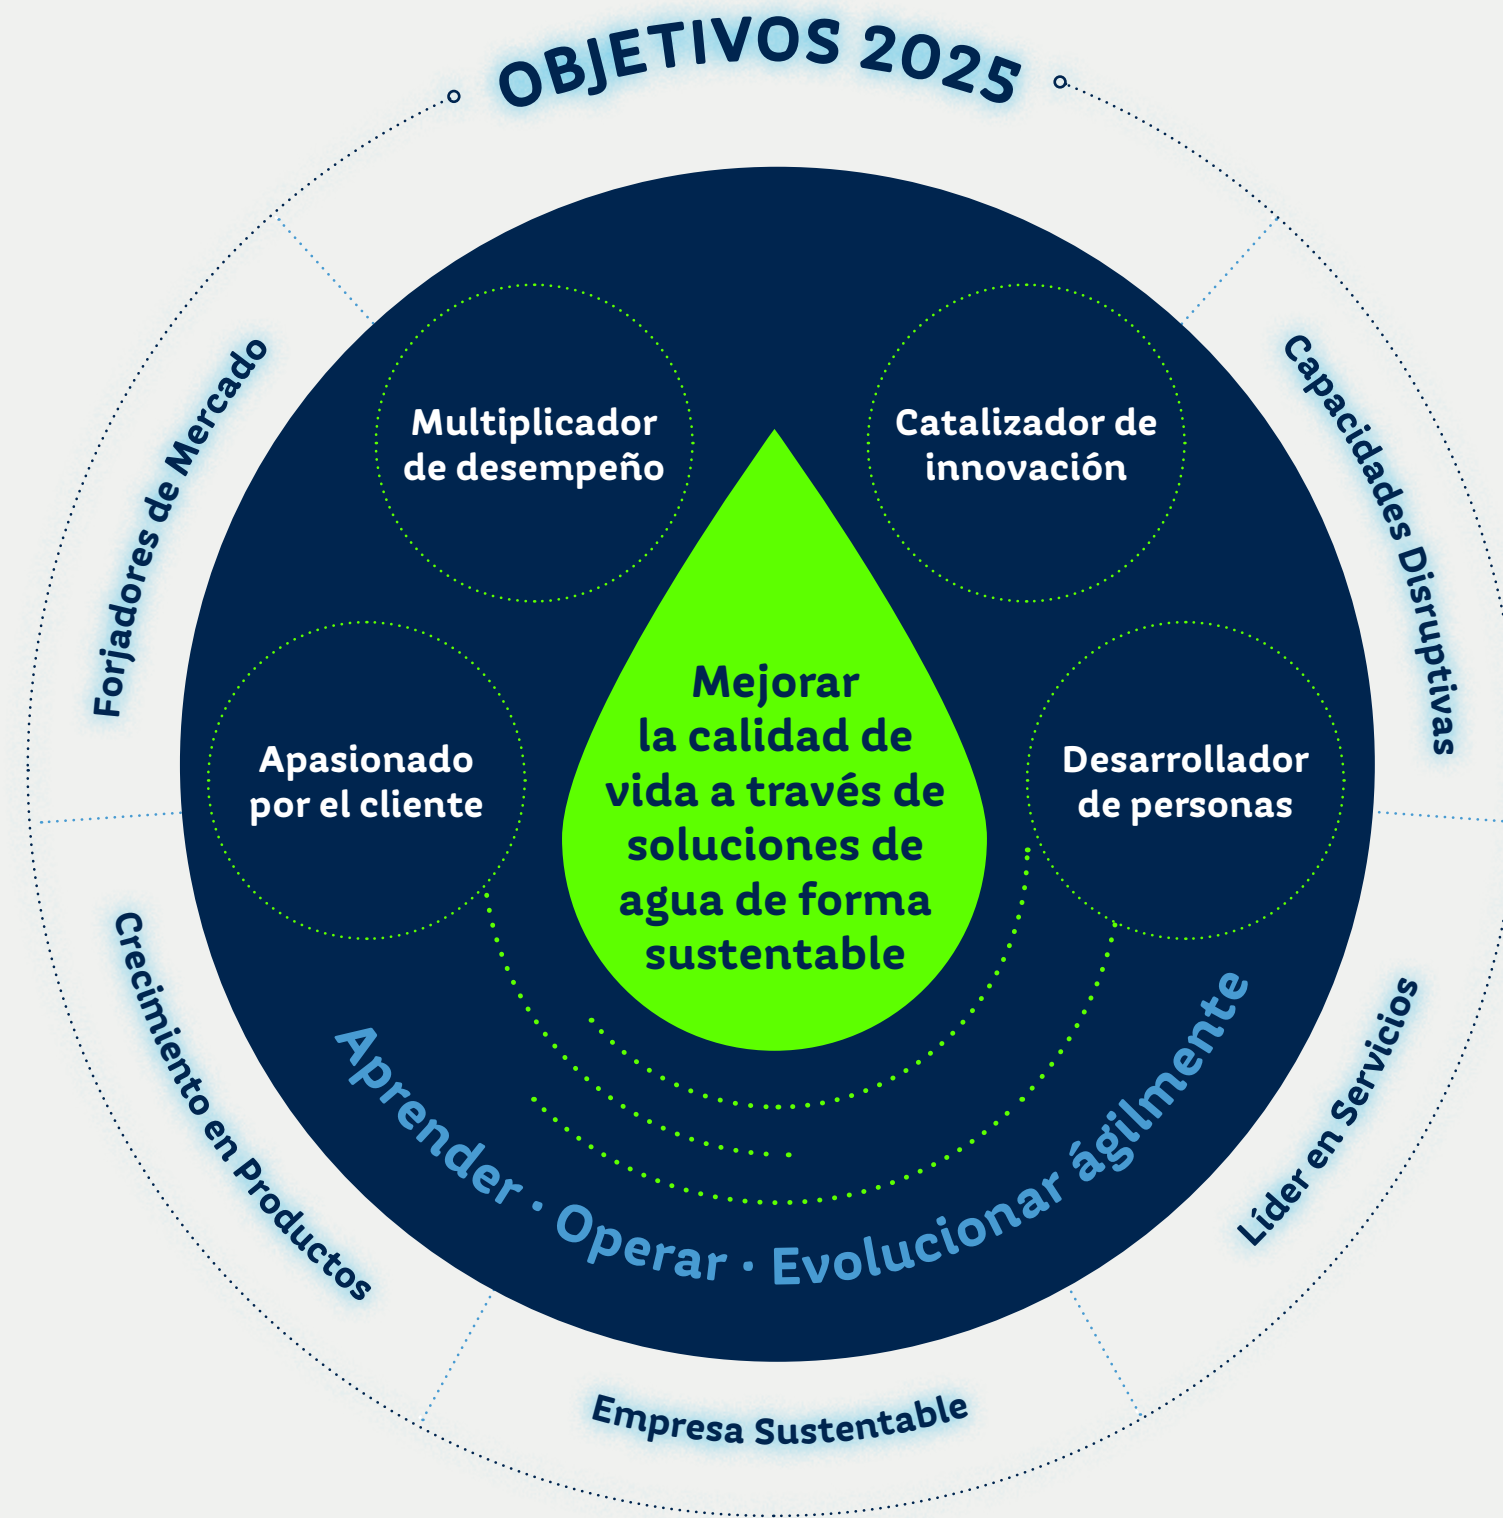 OBJETIVOS 2025
Forjadores de Mercado
Capacidades Disruptivas
Multiplicador
de desempeño
Catalizador de
innovación
Apasionado
por el cliente
Mejorar
la calidad de
vida a través de
soluciones de
agua de forma
sustentable
Desarrollador
de personas
Aprender · Operar · Evolucionar ágilmente
Crecimiento en Productos
Líder en Servicios
Empresa Sustentable